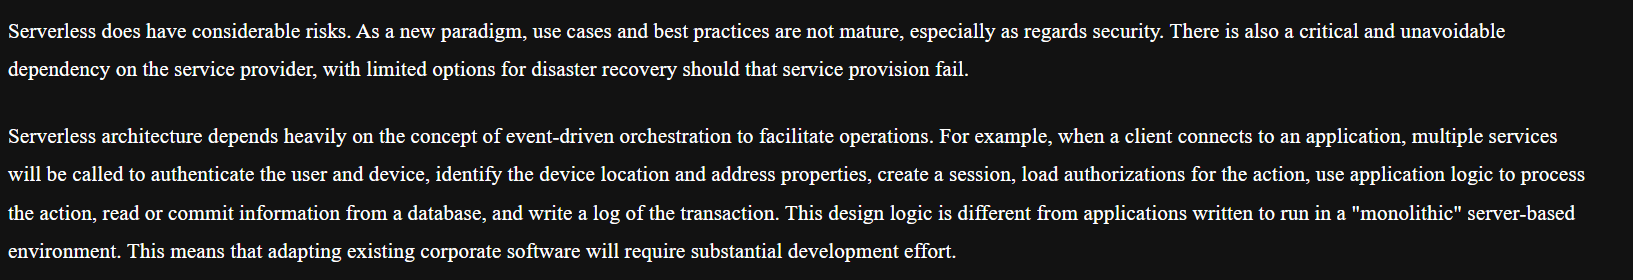 Serverless does have considerable risks. As a new paradigm, use cases and best practices are not mature, especially as regards security. There is also a critical and unavoidable
dependency on the service provider, with limited options for disaster recovery should that service provision fail.
Serverless architecture depends heavily on the concept of event-driven orchestration to facilitate operations. For example, when a client connects to an application, multiple services
will be called to authenticate the user and device, identify the device location and address properties, create a session, load authorizations for the action, use application logic to process
the action, read or commit information from a database, and write a log of the transaction. This design logic is different from applications written to run in a "monolithic" server-based
environment. This means that adapting existing corporate software will require substantial development effort.